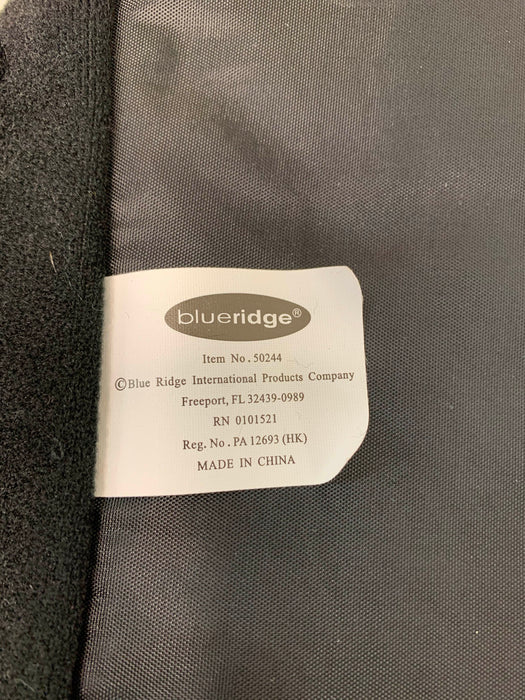 blueridge®
Item No.50244
©Blue Ridge International Products Company
Freeport, FL 32439-0989
RN 0101521
Reg. No. PA 12693 (HK)
MADE IN CHINA